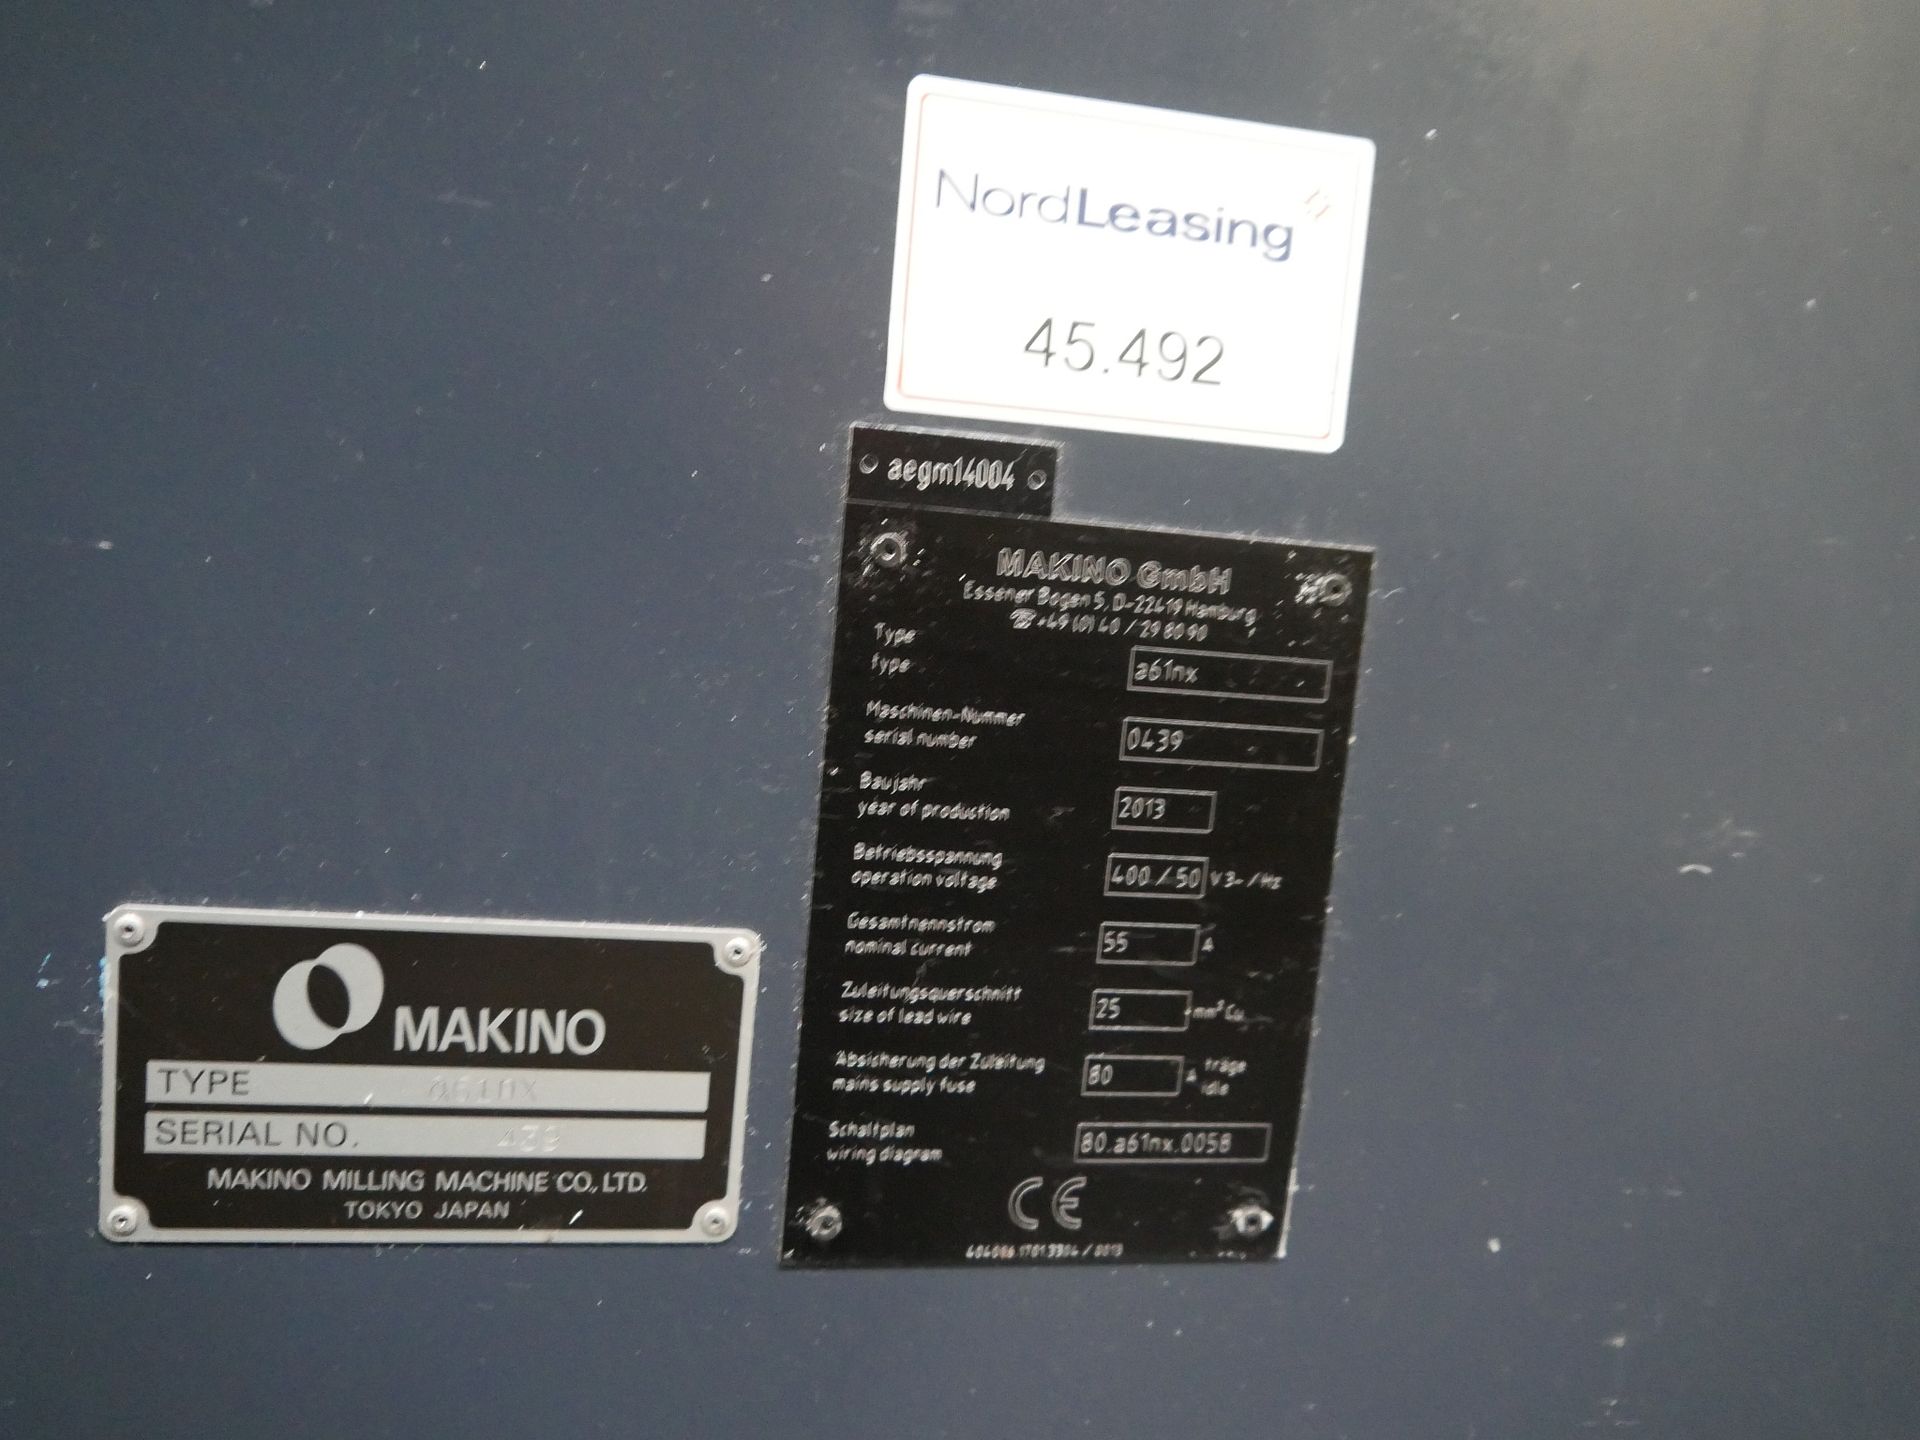 NordLeasing
45.492
aegm14004
MAKINO GmbH
Essener Bogen 5, D-22419 Hamburg
☏ +49 (0) 40 / 29 80 90
Type
type
a61nx
Maschinen-Nummer
serial number
0439
Baujahr
year of production
2013
Betriebsspannung
operation voltage
400 / 50 V 3~ / Hz
Gesamtnennstrom
nominal current
55 A
Zuleitungsquerschnitt
size of lead wire
25 mm² Cu
Absicherung der Zuleitung
mains supply fuse
80 A träge
idle
Schaltplan
wiring diagram
80.a61nx.0058
CE
MAKINO
TYPE a61nx
SERIAL NO. 439
MAKINO MILLING MACHINE CO., LTD.
TOKYO JAPAN